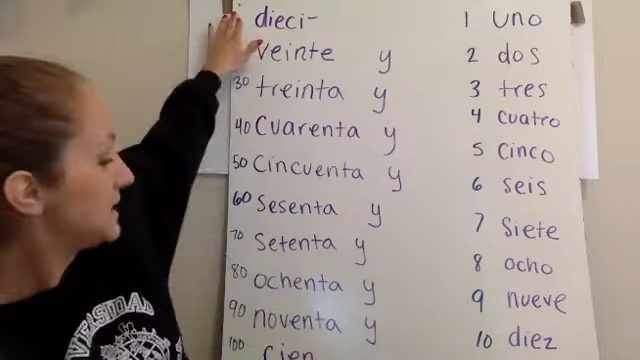 dieci-
veinte y
30 treinta y
40 Cuarenta y
50 Cincuenta y
60 Sesenta y
70 Setenta y
80 ochenta y
90 noventa y
100 cien
1 uno
2 dos
3 tres
4 cuatro
5 Cinco
6 seis
7 Siete
8 ocho
9 nueve
10 diez